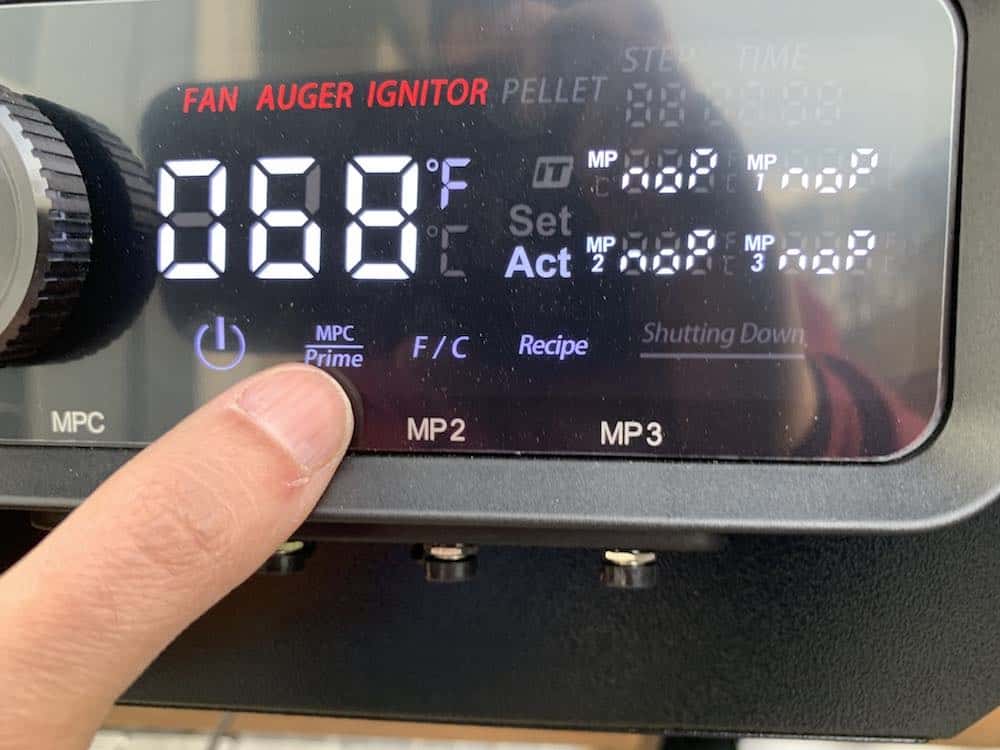 STEP TIME
FAN AUGER IGNITOR PELLET
068 °F
°C
IT
Set
Act
MP C noP MP 1 noP
MP 2 noP MP 3 noP
MPC
Prime
F / C
Recipe
Shutting Down
MPC
MP2
MP3